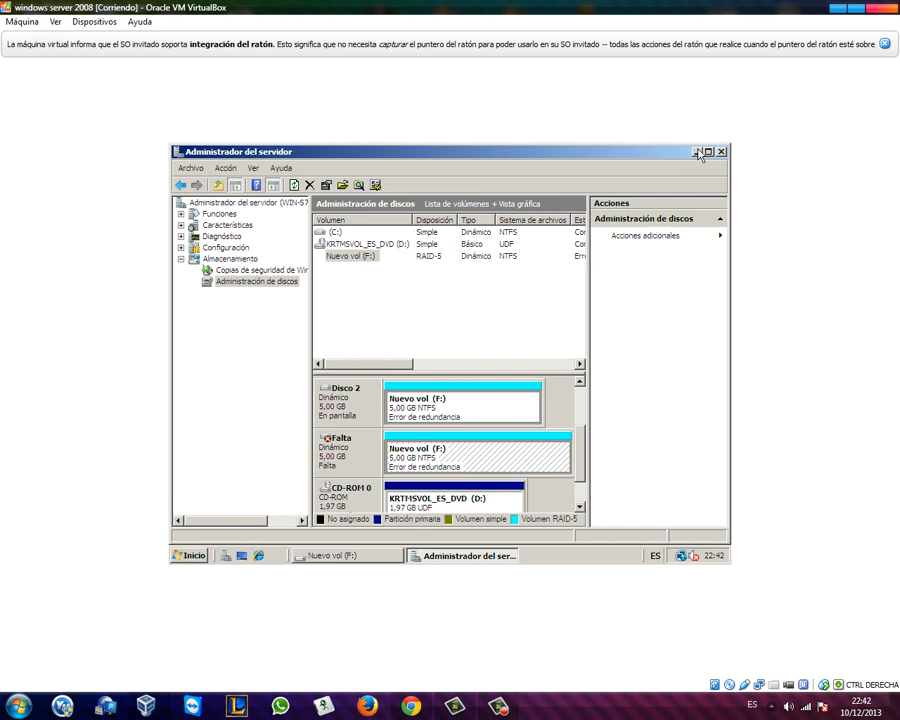 windows server 2008 [Corriendo] - Oracle VM VirtualBox
Máquina Ver Dispositivos Ayuda
La máquina virtual informa que el SO invitado soporta integración del ratón. Esto significa que no necesita capturar el puntero del ratón para poder usarlo en su SO invitado -- todas las acciones del ratón que realice cuando el puntero del ratón esté sobre
Administrador del servidor
Archivo Acción Ver Ayuda
Administrador del servidor (WIN-S7
Funciones
Características
Diagnóstico
Configuración
Almacenamiento
Copias de seguridad de Wir
Administración de discos
Administración de discos Lista de volúmenes + Vista gráfica
Volumen Disposición Tipo Sistema de archivos Est
(C:) Simple Dinámico NTFS Cor
KRTMSVOL_ES_DVD (D:) Simple Básico UDF Cor
Nuevo vol (F:) RAID-5 Dinámico NTFS Erro
Acciones
Administración de discos
Acciones adicionales
Disco 2
Dinámico
5,00 GB
En pantalla
Nuevo vol (F:)
5,00 GB NTFS
Error de redundancia
Falta
Dinámico
5,00 GB
Falta
Nuevo vol (F:)
5,00 GB NTFS
Error de redundancia
CD-ROM 0
CD-ROM
1,97 GB
KRTMSVOL_ES_DVD (D:)
1,97 GB UDF
No asignado Partición primaria Volumen simple Volumen RAID-5
Inicio Nuevo vol (F:) Administrador del ser... ES 22:42
CTRL DERECHA
ES 22:42
10/12/2013